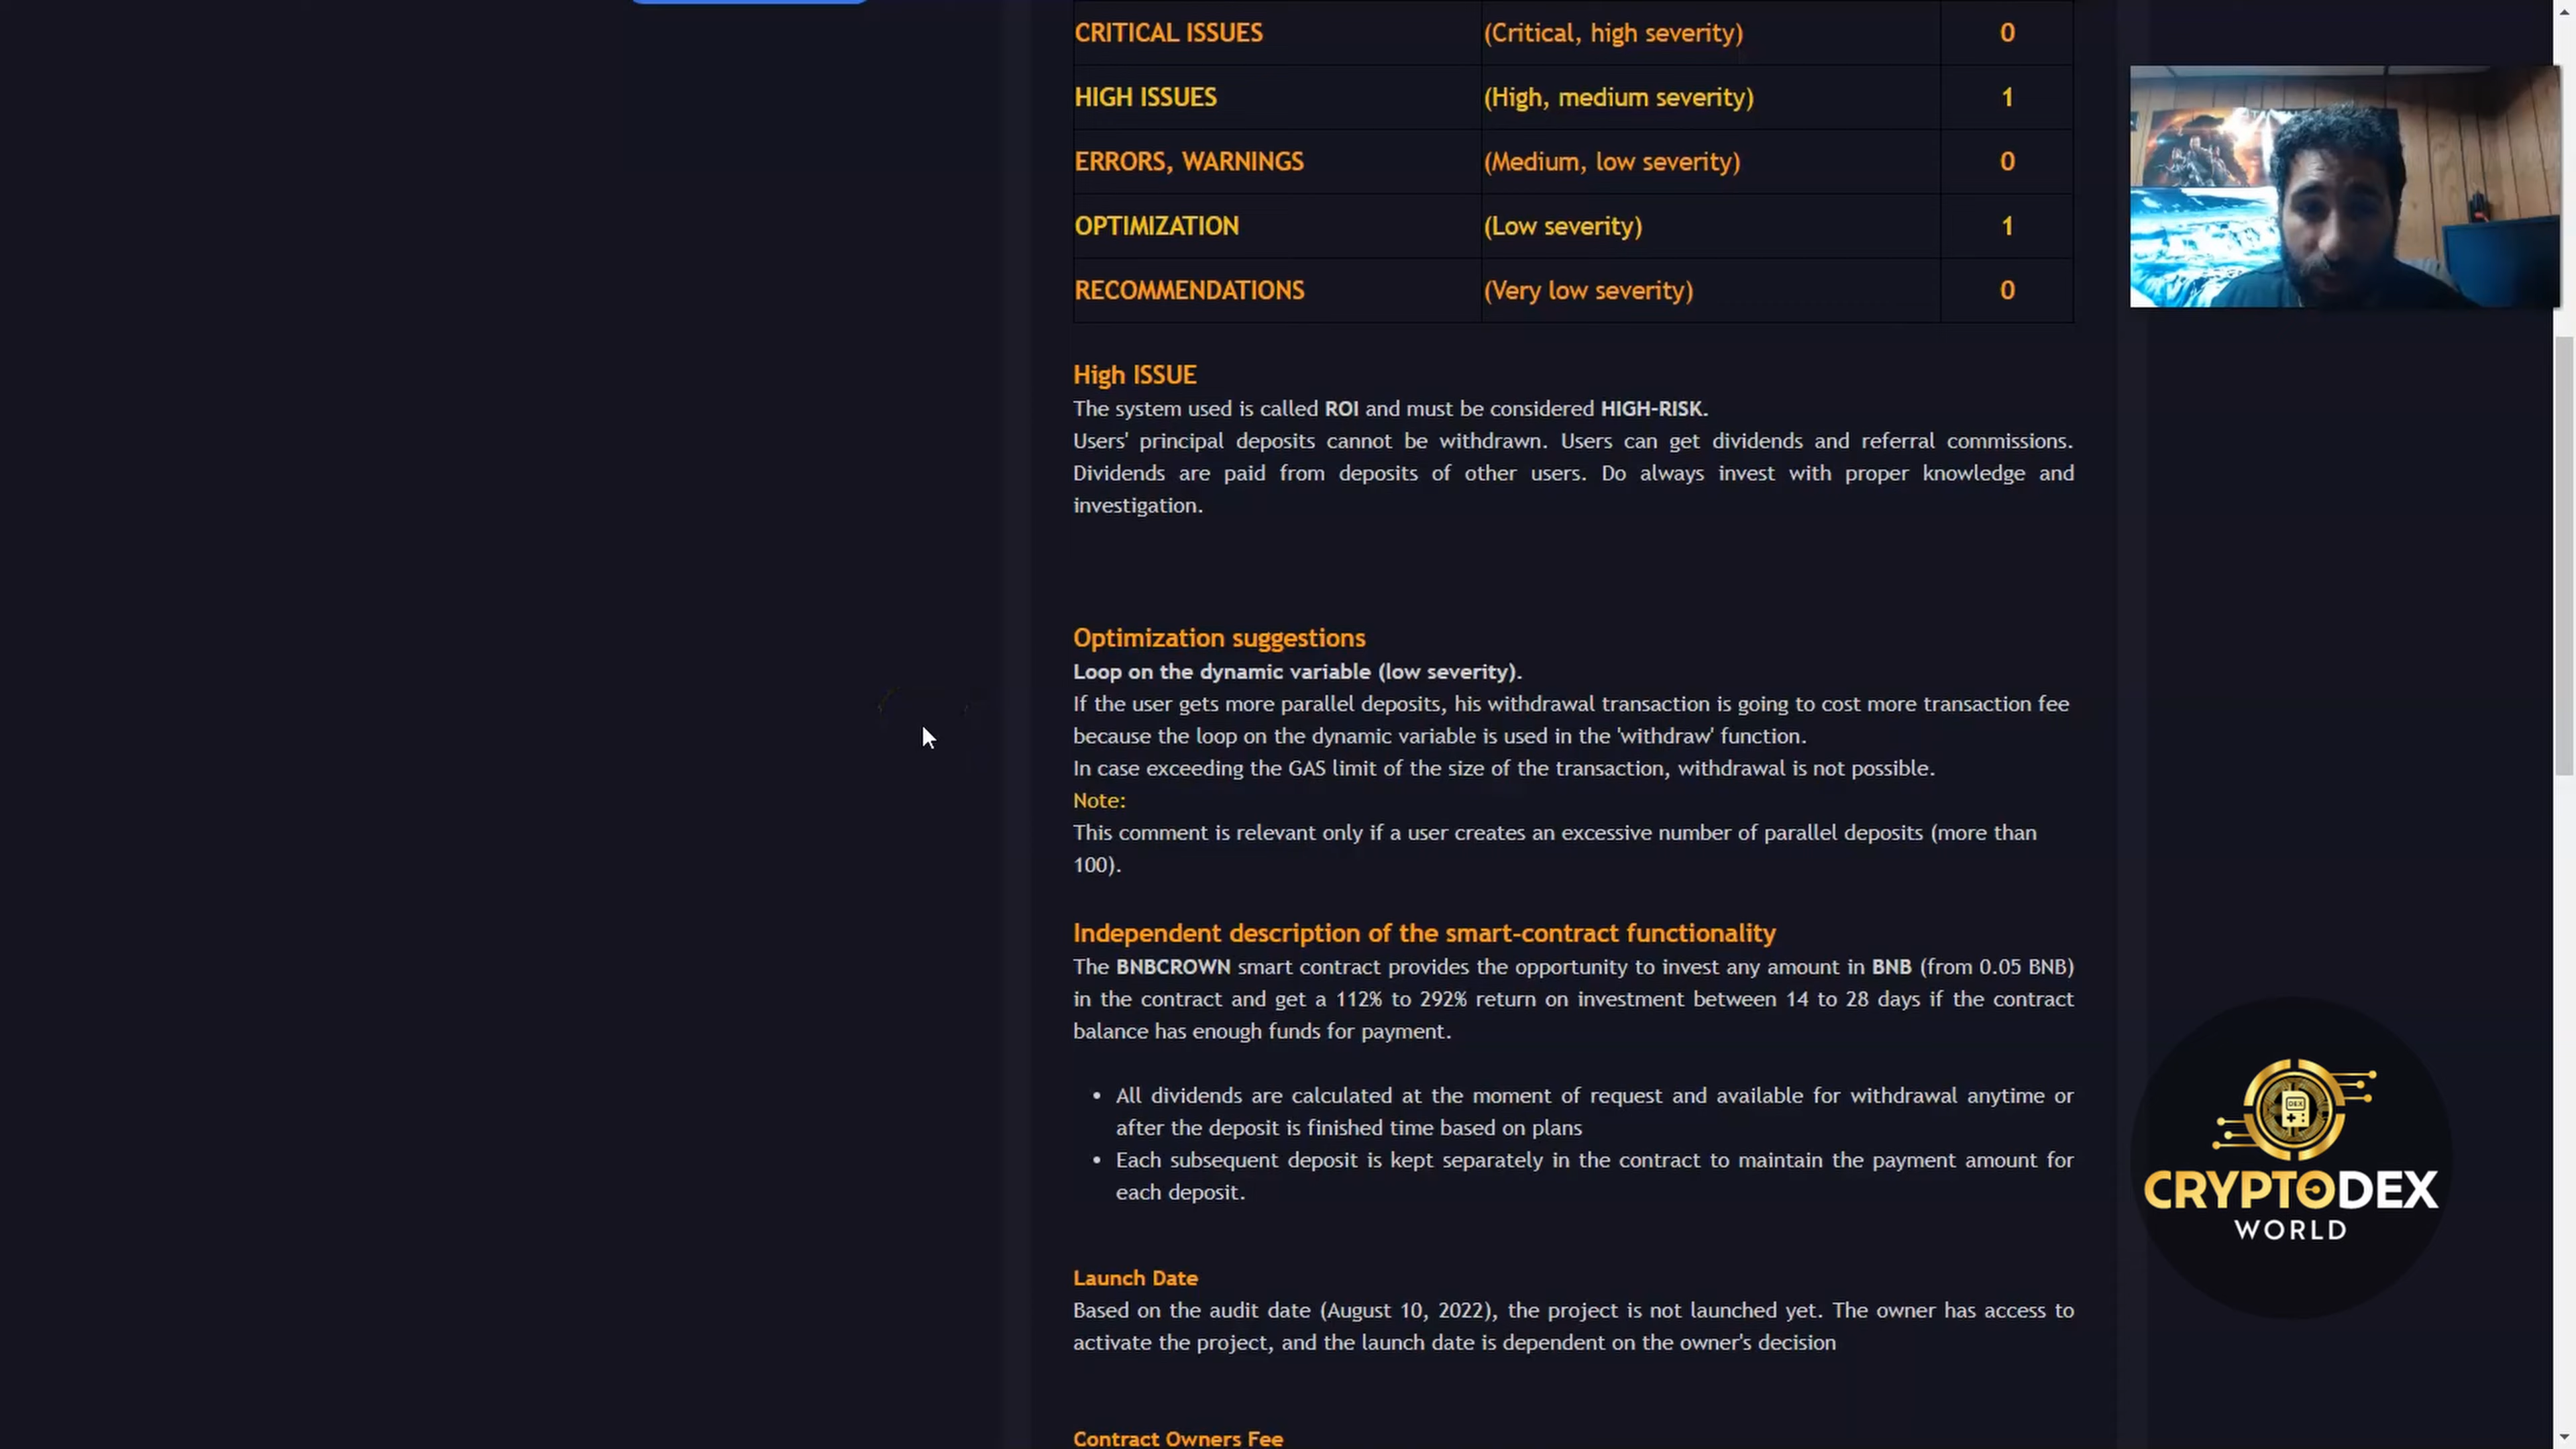 CRITICAL ISSUES (Critical, high severity) 0
HIGH ISSUES (High, medium severity) 1
ERRORS, WARNINGS (Medium, low severity) 0
OPTIMIZATION (Low severity) 1
RECOMMENDATIONS (Very low severity) 0
High ISSUE
The system used is called ROI and must be considered HIGH-RISK.
Users' principal deposits cannot be withdrawn. Users can get dividends and referral commissions.
Dividends are paid from deposits of other users. Do always invest with proper knowledge and
investigation.
Optimization suggestions
Loop on the dynamic variable (low severity).
If the user gets more parallel deposits, his withdrawal transaction is going to cost more transaction fee
because the loop on the dynamic variable is used in the 'withdraw' function.
In case exceeding the GAS limit of the size of the transaction, withdrawal is not possible.
Note:
This comment is relevant only if a user creates an excessive number of parallel deposits (more than
100).
Independent description of the smart-contract functionality
The BNBCROWN smart contract provides the opportunity to invest any amount in BNB (from 0.05 BNB)
in the contract and get a 112% to 292% return on investment between 14 to 28 days if the contract
balance has enough funds for payment.
• All dividends are calculated at the moment of request and available for withdrawal anytime or
after the deposit is finished time based on plans
• Each subsequent deposit is kept separately in the contract to maintain the payment amount for
each deposit.
Launch Date
Based on the audit date (August 10, 2022), the project is not launched yet. The owner has access to
activate the project, and the launch date is dependent on the owner's decision
Contract Owners Fee
DEX
CRYPTODEX
WORLD